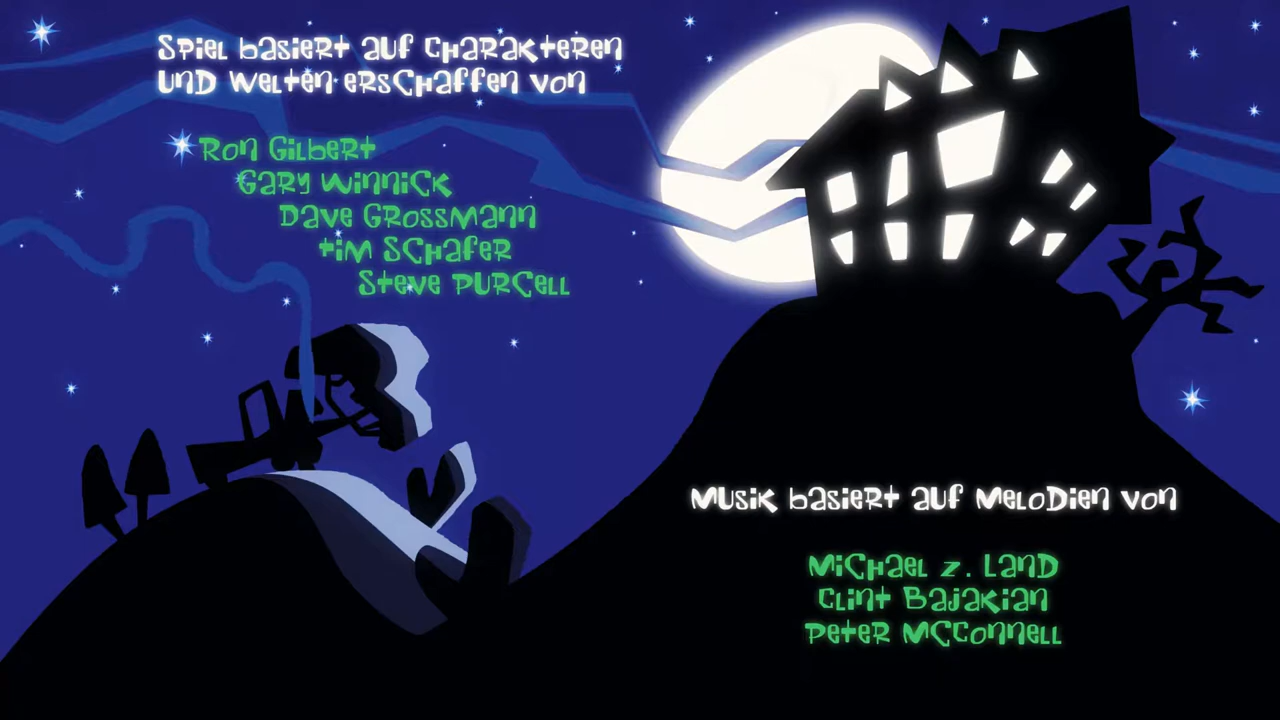 Spiel basiert auf Charakteren
und Welten erschaffen von
Ron Gilbert
Gary Winnick
Dave Grossmann
Tim Schafer
Steve Purcell
Musik basiert auf Melodien von
Michael Z. Land
Clint Bajakian
Peter McConnell